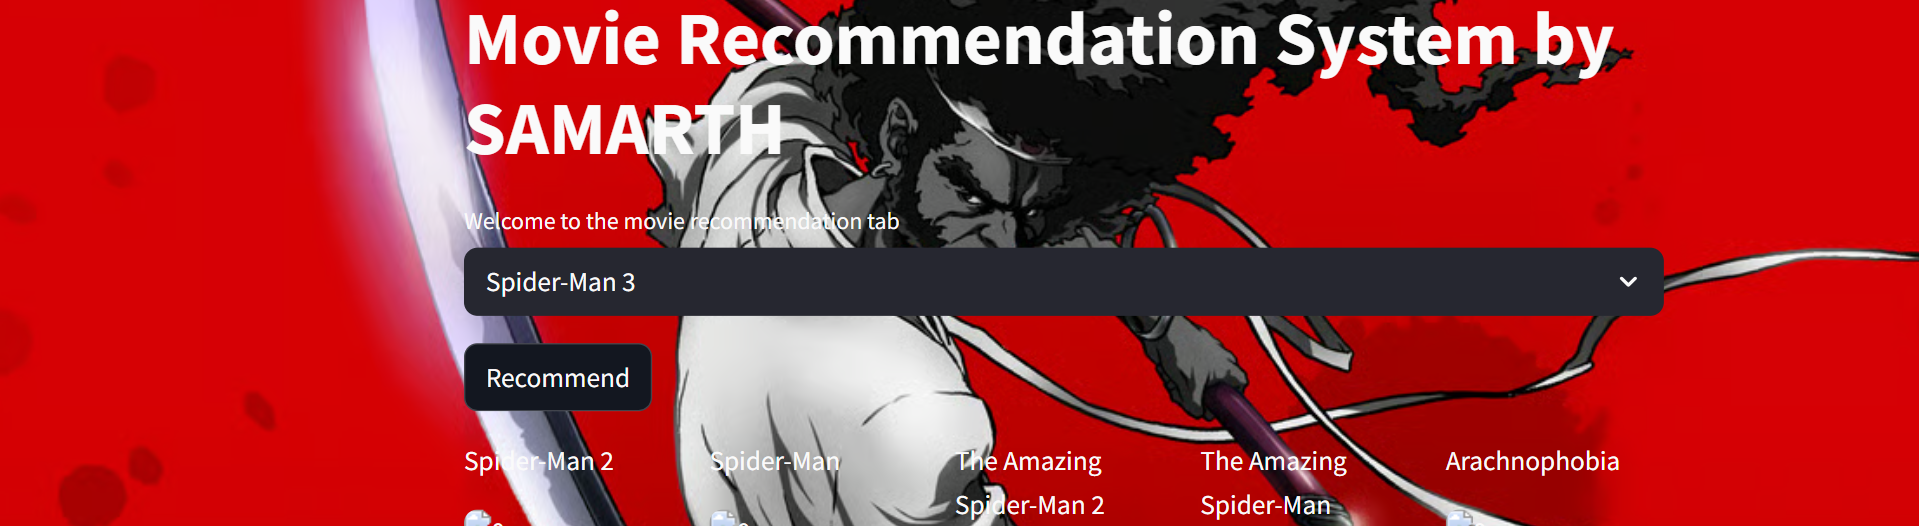 Movie Recommendation System by
SAMARTH
Welcome to the movie recommendation tab
Spider-Man 3
Recommend
Spider-Man 2
Spider-Man
The Amazing
Spider-Man 2
The Amazing
Spider-Man
Arachnophobia